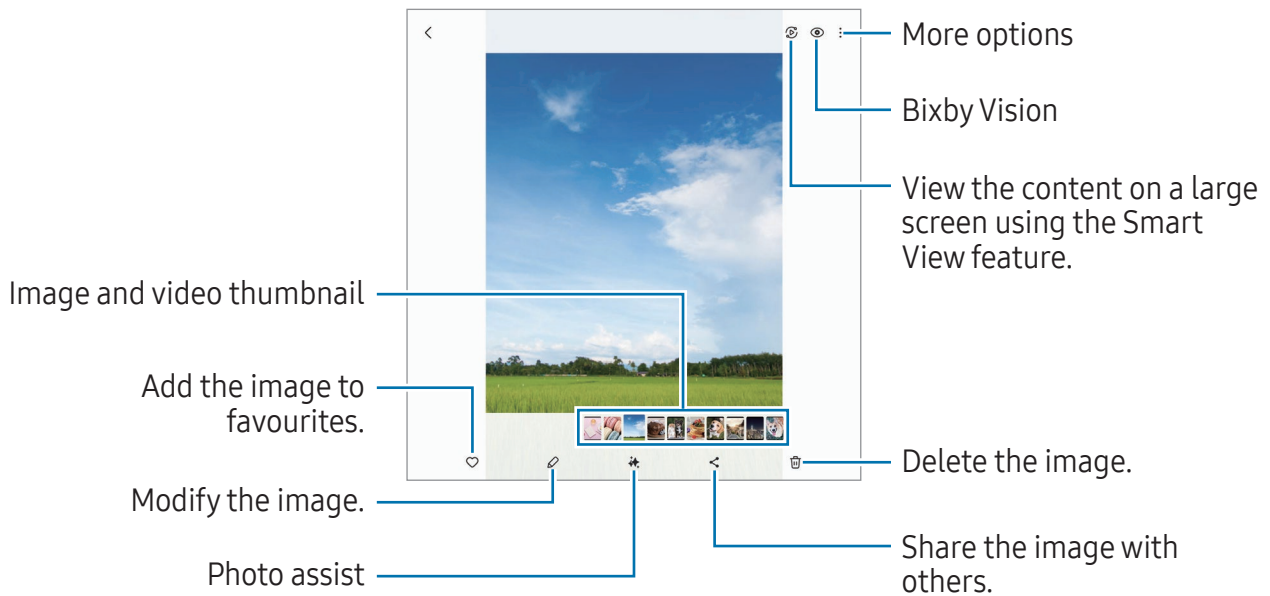 More options
Bixby Vision
View the content on a large
screen using the Smart
View feature.
Image and video thumbnail
Add the image to
favourites.
Modify the image.
Photo assist
Delete the image.
Share the image with
others.